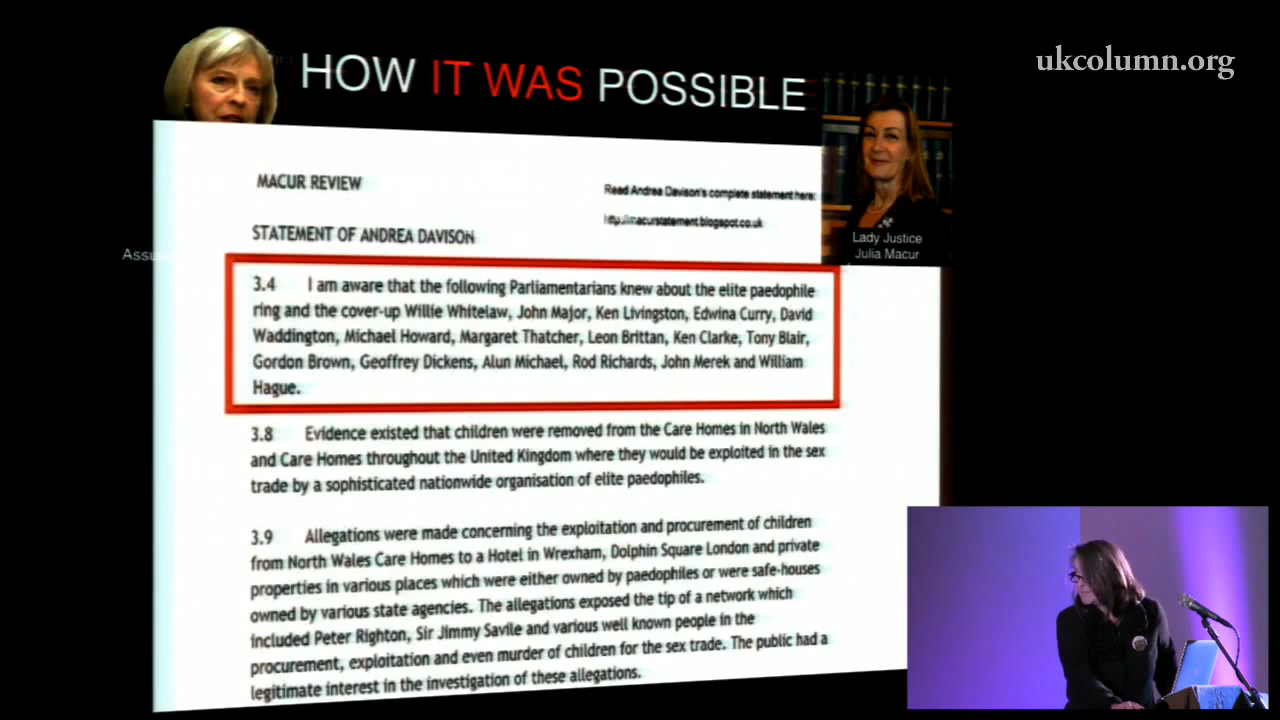 ukcolumn.org
HOW IT WAS POSSIBLE
MACUR REVIEW
Read Andrea Davison's complete statement here:
http://macurstatement.blogspot.co.uk
STATEMENT OF ANDREA DAVISON
Lady Justice
Julia Macur
Assu
3.4 I am aware that the following Parliamentarians knew about the elite paedophile
ring and the cover-up Willie Whitelaw, John Major, Ken Livingston, Edwina Curry, David
Waddington, Michael Howard, Margaret Thatcher, Leon Brittan, Ken Clarke, Tony Blair,
Gordon Brown, Geoffrey Dickens, Alun Michael, Rod Richards, John Merek and William
Hague.
3.8 Evidence existed that children were removed from the Care Homes in North Wales
and Care Homes throughout the United Kingdom where they would be exploited in the sex
trade by a sophisticated nationwide organisation of elite paedophiles.
3.9 Allegations were made concerning the exploitation and procurement of children
from North Wales Care Homes to a Hotel in Wrexham, Dolphin Square London and private
properties in various places which were either owned by paedophiles or were safe-houses
owned by various state agencies. The allegations exposed the tip of a network which
included Peter Righton, Sir Jimmy Savile and various well known people in the
procurement, exploitation and even murder of children for the sex trade. The public had a
legitimate interest in the investigation of these allegations.